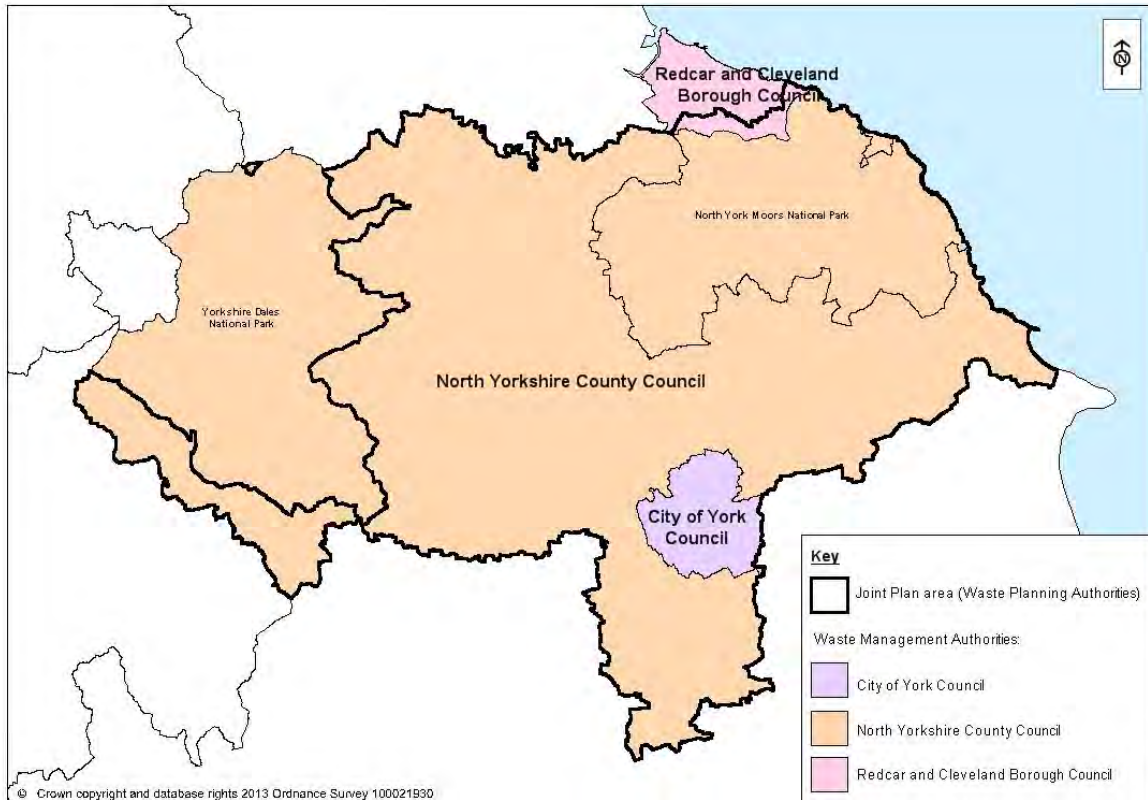 N
Redcar and Cleveland
Borough Council
North York Moors National Park
Yorkshire Dales
National Park
North Yorkshire County Council
City of York
Council
Key
Joint Plan area (Waste Planning Authorities)
Waste Management Authorities:
City of York Council
North Yorkshire County Council
Redcar and Cleveland Borough Council
© Crown copyright and database rights 2013 Ordnance Survey 100021930